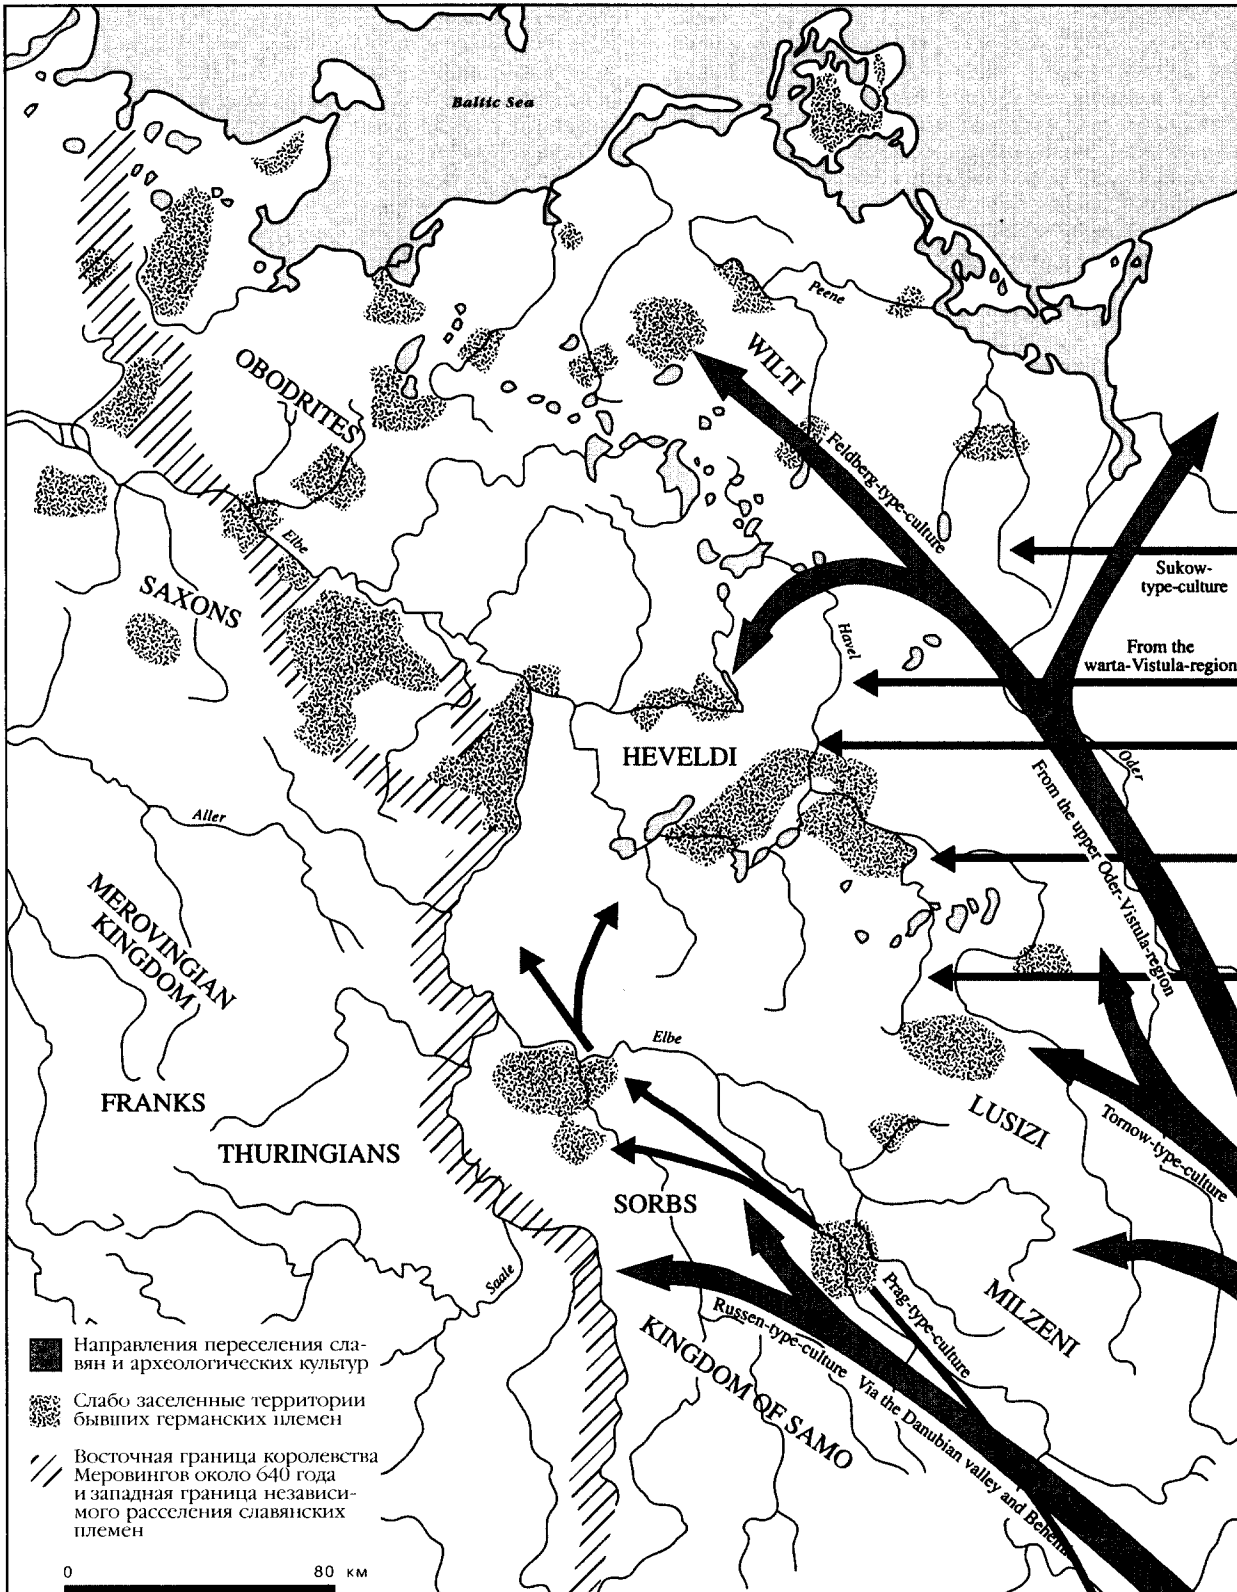 Baltic Sea
Peene
WILTI
OBODRITES
Feldberg-type-culture
Elbe
Sukow-
type-culture
SAXONS
Havel
From the
warta-Vistula-region
HEVELDI
Oder
From the upper Oder-Vistula-region
Aller
MEROVINGIAN
KINGDOM
Elbe
FRANKS
LUSIZI
Tornow-type-culture
THURINGIANS
SORBS
Saale
Prag-type-culture
MILZENI
Russen-type-culture
KINGDOM OF SAMO
Via the Danubian valley and Behemia
Направления переселения сла-
вян и археологических культур
Слабо заселенные территории
бывших германских племен
Восточная граница королевства
Меровингов около 640 года
и западная граница независи-
мого расселения славянских
племен
0 80 км